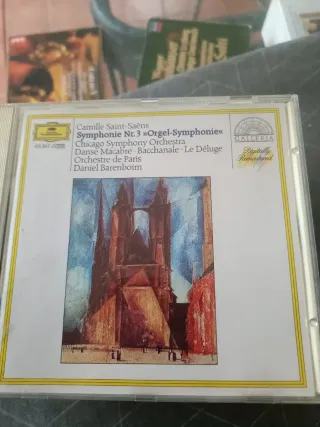 Camille Saint-Saëns
Symphonie Nr. 3 »Orgel-Symphonie«
Chicago Symphony Orchestra
Danse Macabre · Bacchanale · Le Déluge
Orchestre de Paris
Daniel Barenboim
GALLERIA
Digitally
Remastered